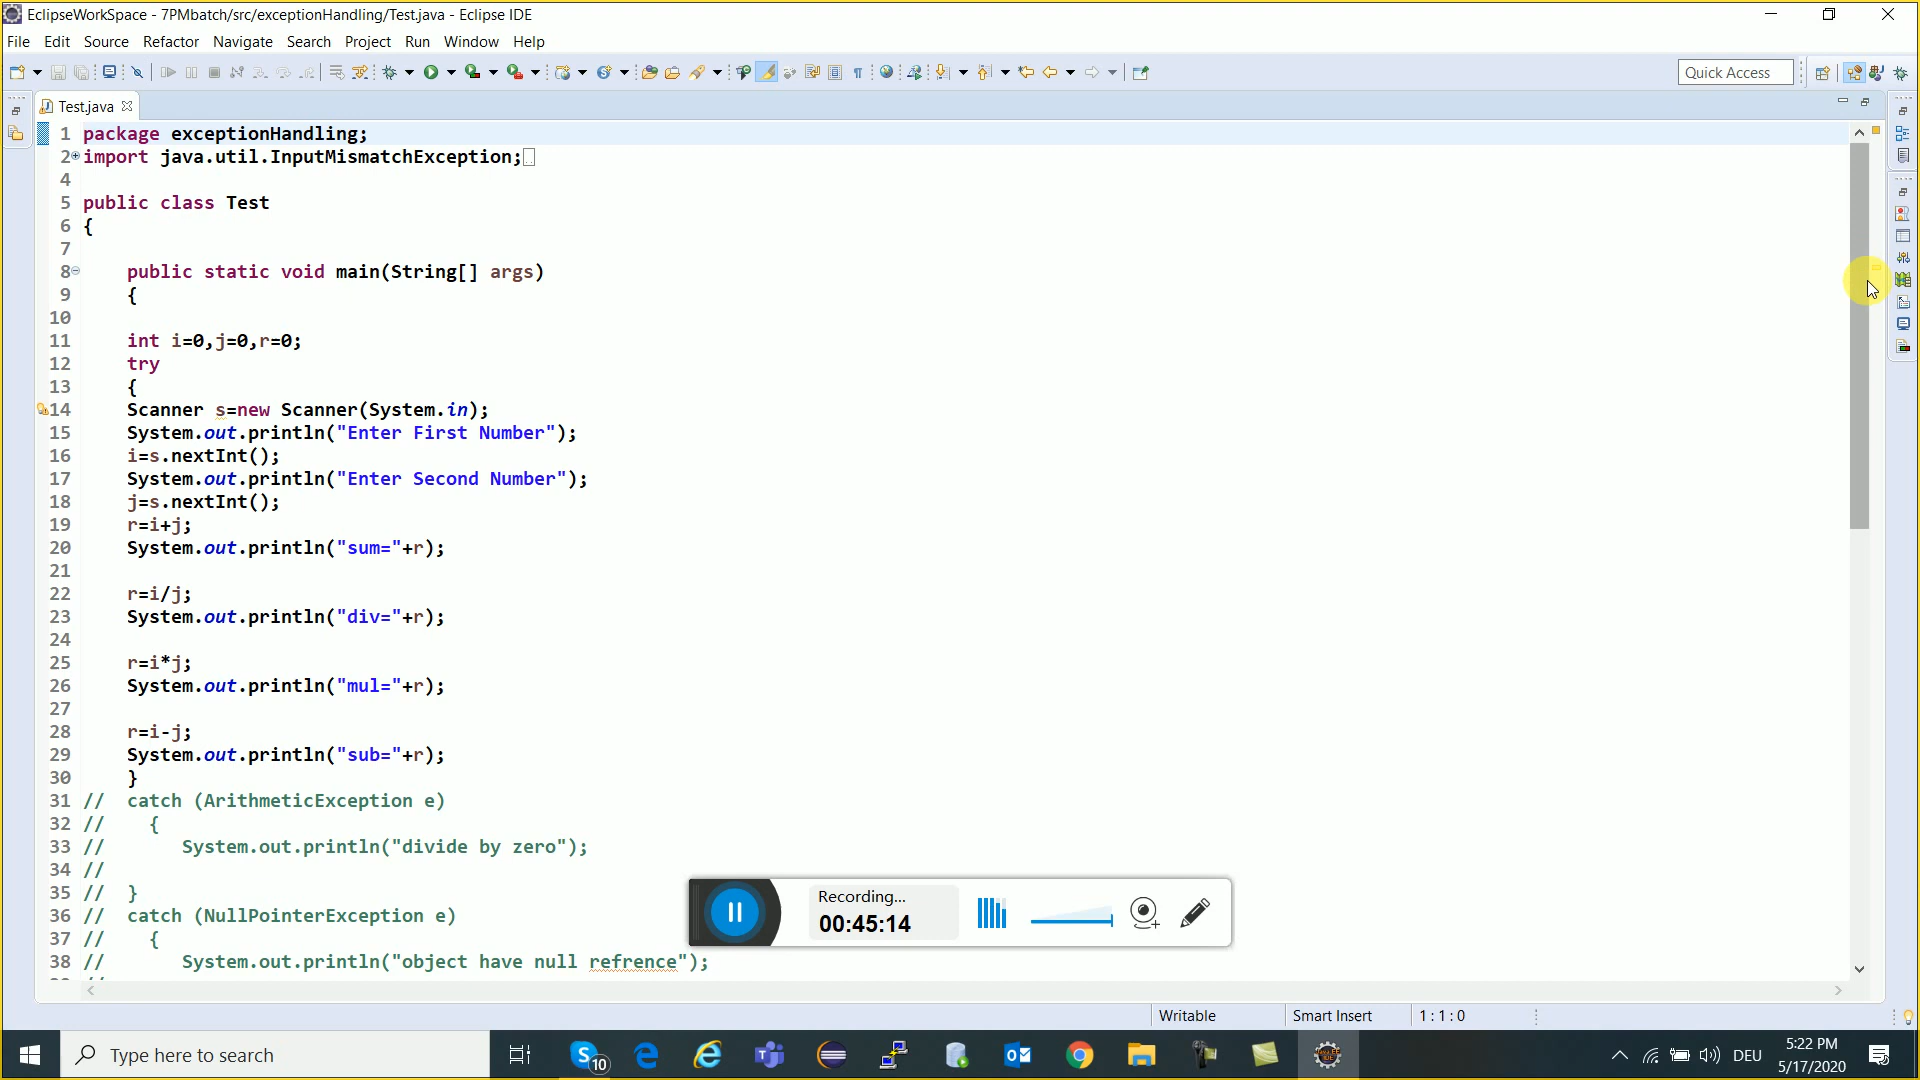 EclipseWorkSpace - 7PMbatch/src/exceptionHandling/Test.java - Eclipse IDE
File Edit Source Refactor Navigate Search Project Run Window Help
Quick Access
Test.java
1 package exceptionHandling;
2 import java.util.InputMismatchException;
4
5 public class Test
6 {
7
8 public static void main(String[] args)
9 {
10
11 int i=0,j=0,r=0;
12 try
13 {
14 Scanner s=new Scanner(System.in);
15 System.out.println("Enter First Number");
16 i=s.nextInt();
17 System.out.println("Enter Second Number");
18 j=s.nextInt();
19 r=i+j;
20 System.out.println("sum="+r);
21
22 r=i/j;
23 System.out.println("div="+r);
24
25 r=i*j;
26 System.out.println("mul="+r);
27
28 r=i-j;
29 System.out.println("sub="+r);
30 }
31 // catch (ArithmeticException e)
32 // {
33 // System.out.println("divide by zero");
34 //
35 // }
36 // catch (NullPointerException e)
37 // {
38 // System.out.println("object have null refrence");
Recording...
00:45:14
Writable Smart Insert 1 : 1 : 0
Type here to search
10
DEU
5:22 PM
5/17/2020